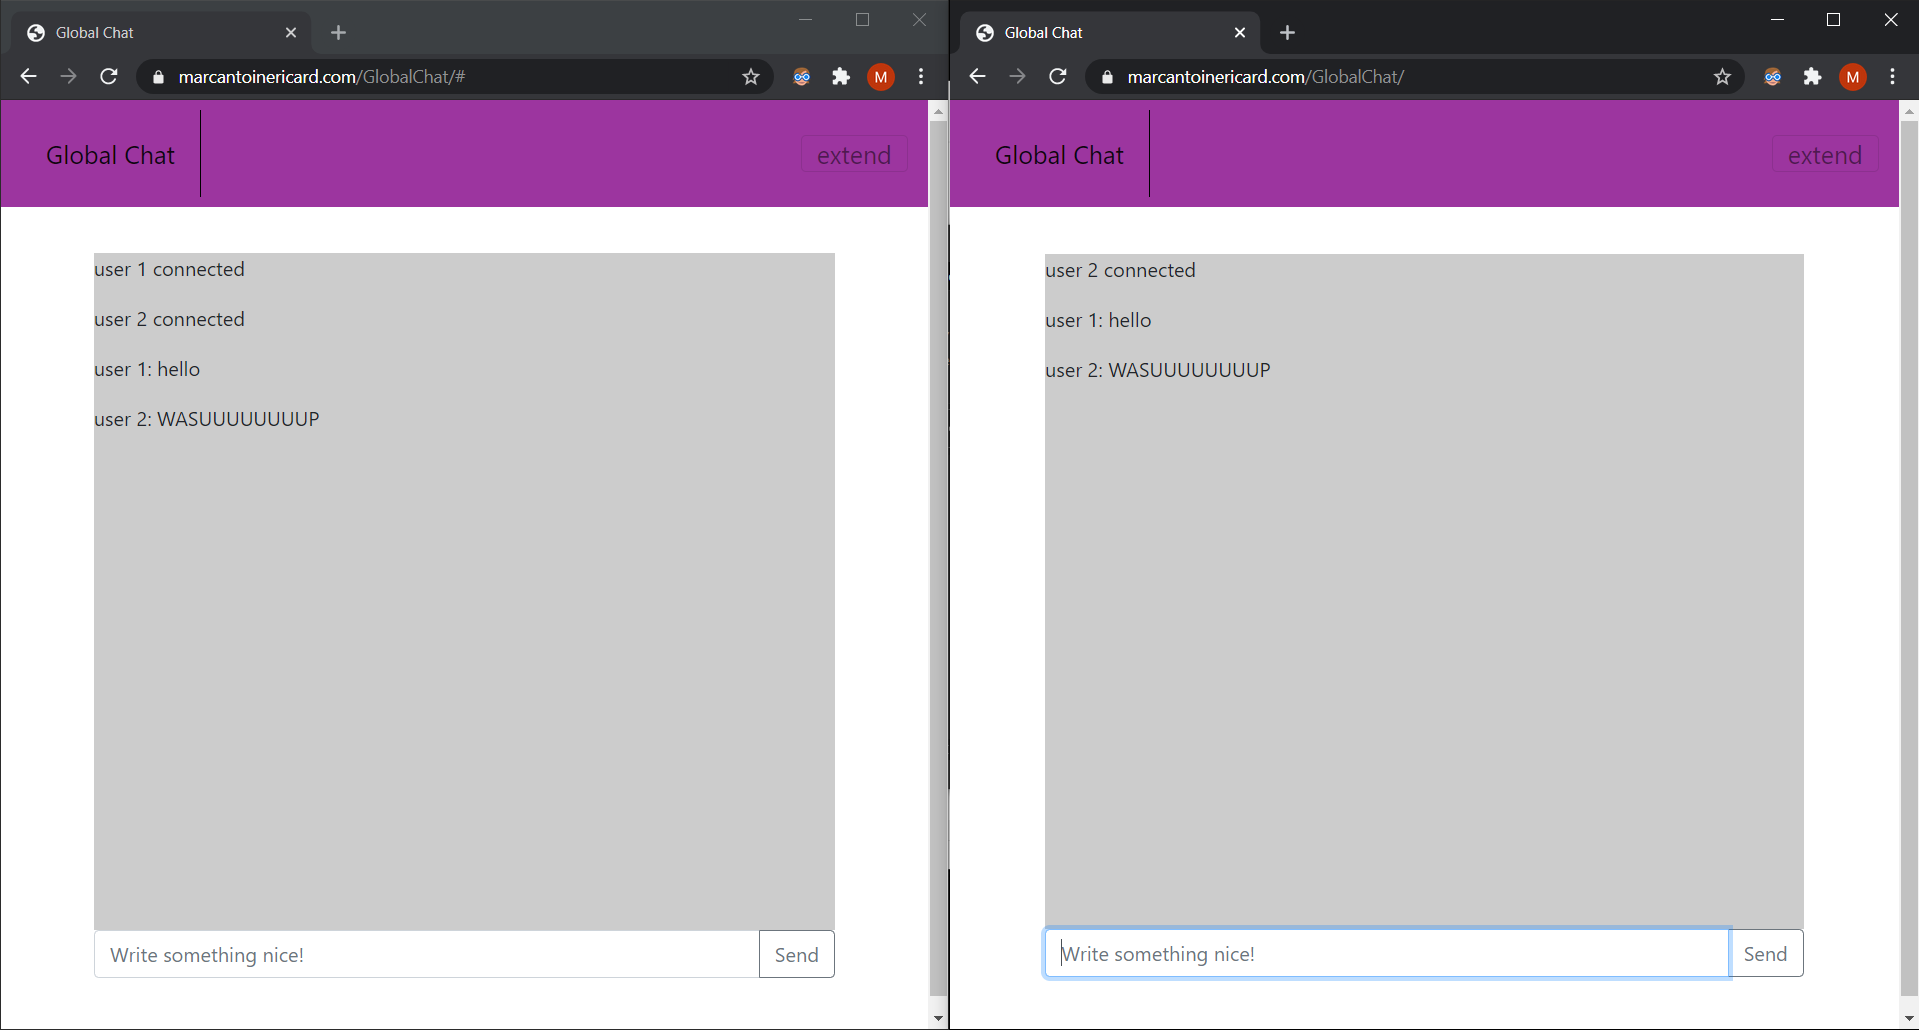 Global Chat
marcantoinericard.com/GlobalChat/#
M
Global Chat
extend
user 1 connected
user 2 connected
user 1: hello
user 2: WASUUUUUUUUP
Write something nice!
Send
Global Chat
marcantoinericard.com/GlobalChat/
M
Global Chat
extend
user 2 connected
user 1: hello
user 2: WASUUUUUUUUP
Write something nice!
Send